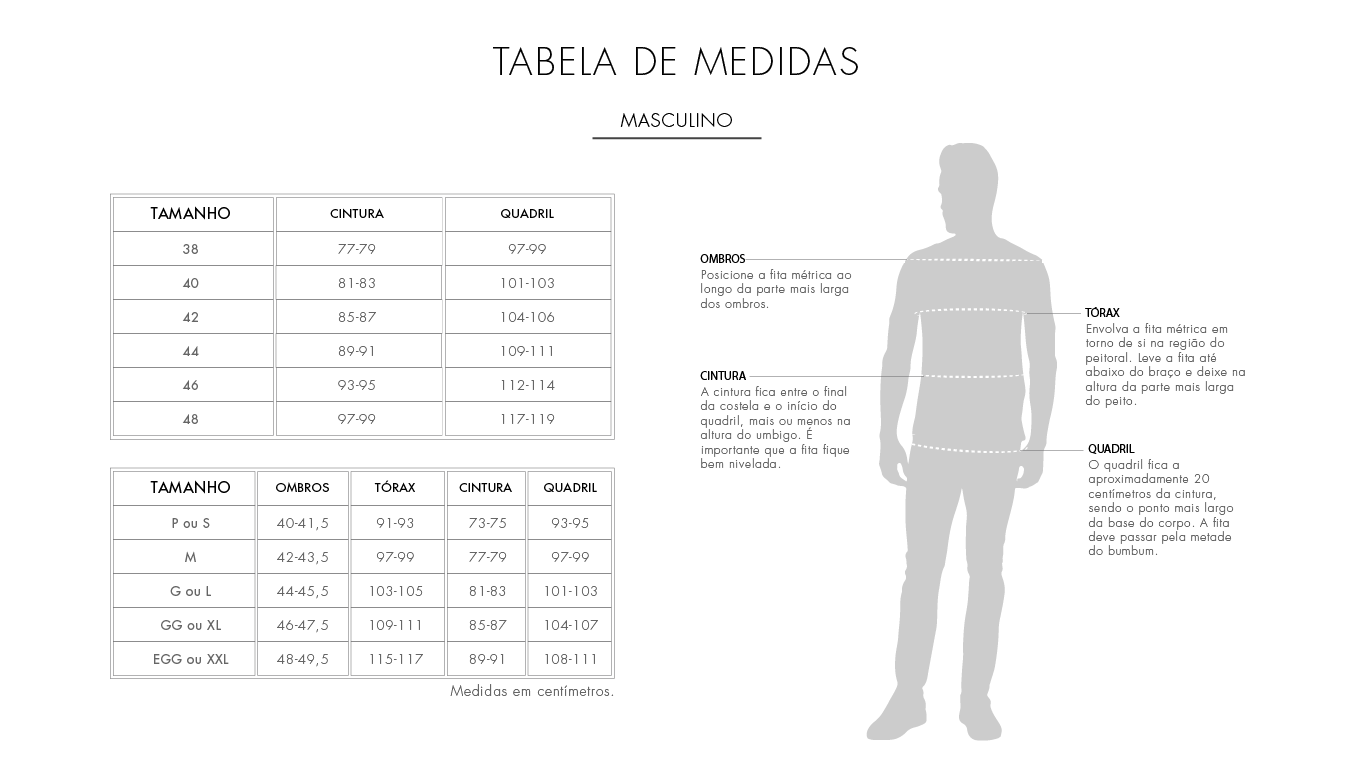 TABELA DE MEDIDAS
MASCULINO
TAMANHO CINTURA QUADRIL
38 77-79 97-99
40 81-83 101-103
42 85-87 104-106
44 89-91 109-111
46 93-95 112-114
48 97-99 117-119
TAMANHO OMBROS TÓRAX CINTURA QUADRIL
P ou S 40-41,5 91-93 73-75 93-95
M 42-43,5 97-99 77-79 97-99
G ou L 44-45,5 103-105 81-83 101-103
GG ou XL 46-47,5 109-111 85-87 104-107
EGG ou XXL 48-49,5 115-117 89-91 108-111
Medidas em centímetros.
OMBROS
Posicione a fita métrica ao
longo da parte mais larga
dos ombros.
CINTURA
A cintura fica entre o final
da costela e o início do
quadril, mais ou menos na
altura do umbigo. É
importante que a fita fique
bem nivelada.
TÓRAX
Envolva a fita métrica em
torno de si na região do
peitoral. Leve a fita até
abaixo do braço e deixe na
altura da parte mais larga
do peito.
QUADRIL
O quadril fica a
aproximadamente 20
centímetros da cintura,
sendo o ponto mais largo
da base do corpo. A fita
deve passar pela metade
do bumbum.